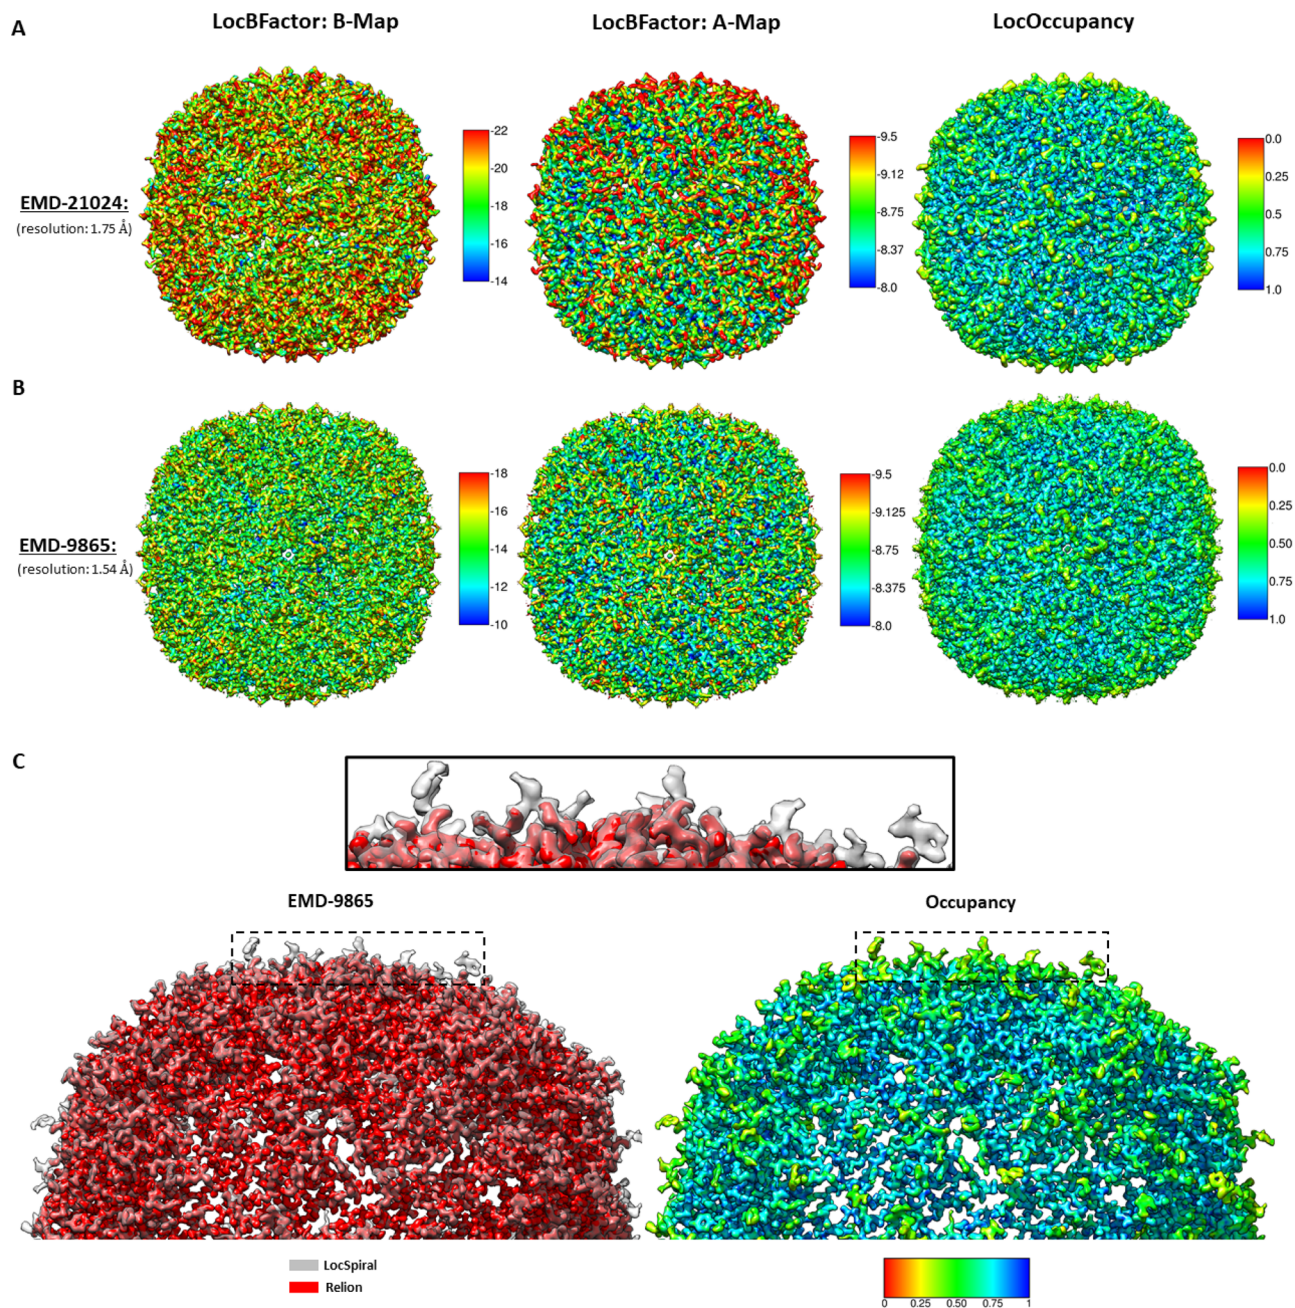 A
LocBFactor: B-Map
LocBFactor: A-Map
LocOccupancy
EMD-21024:
(resolution: 1.75 Å)
-22
-20
-18
-16
-14
-9.5
-9.12
-8.75
-8.37
-8.0
0.0
0.25
0.5
0.75
1.0
B
EMD-9865:
(resolution: 1.54 Å)
-18
-16
-14
-12
-10
-9.5
-9.125
-8.75
-8.375
-8.0
0.0
0.25
0.50
0.75
1.0
C
EMD-9865
Occupancy
LocSpiral
Relion
0 0.25 0.50 0.75 1